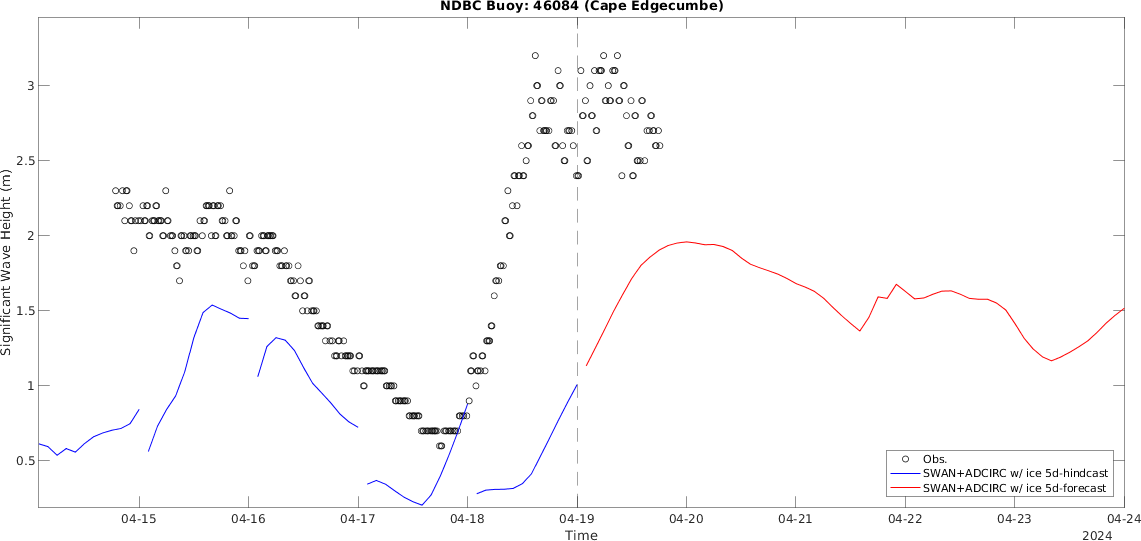 NDBC Buoy: 46084 (Cape Edgecumbe)
Significant Wave Height (m)
3
2.5
2
1.5
1
0.5
Obs.
SWAN+ADCIRC w/ ice 5d-hindcast
SWAN+ADCIRC w/ ice 5d-forecast
04-15 04-16 04-17 04-18 04-19 04-20 04-21 04-22 04-23 04-24
Time
2024